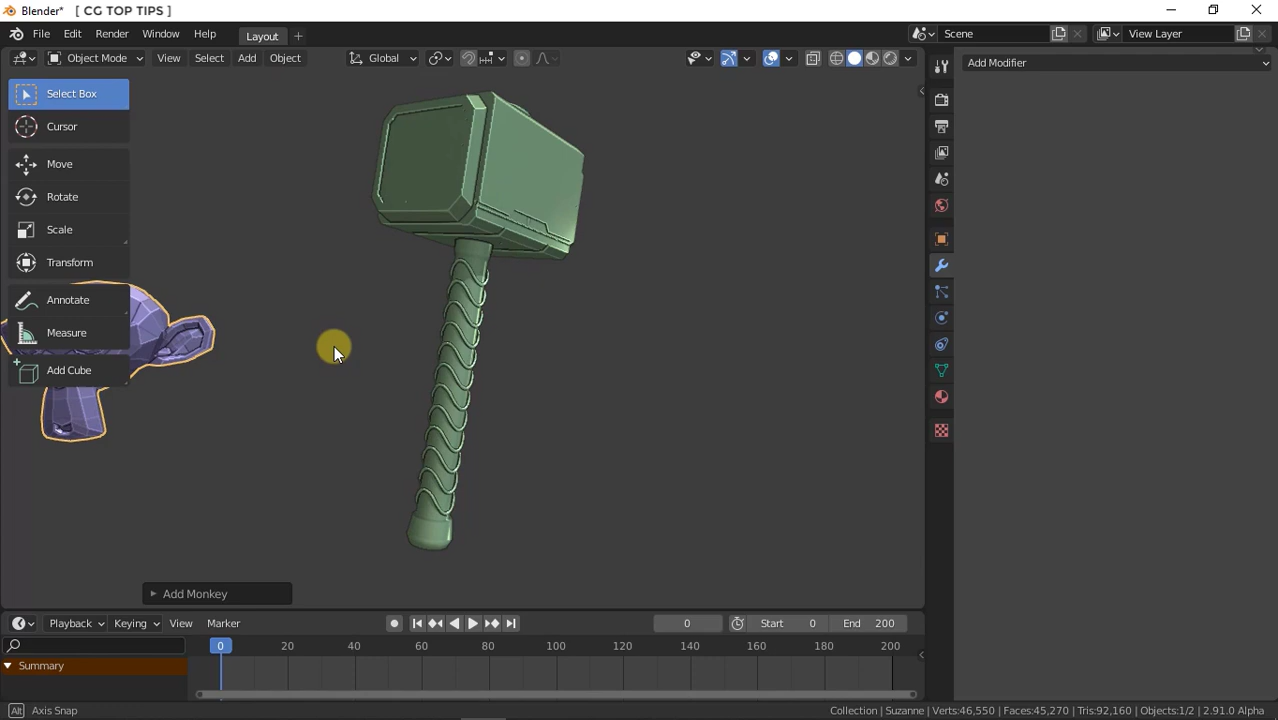 Blender* [ CG TOP TIPS ]
File Edit Render Window Help Layout + Scene View Layer
Object Mode View Select Add Object Global
Add Modifier
Select Box
Cursor
Move
Rotate
Scale
Transform
Annotate
Measure
Add Cube
Add Monkey
Playback Keying View Marker 0 Start 0 End 200
0 20 40 60 80 100 120 140 160 180 200
Summary
Alt Axis Snap Collection | Suzanne | Verts:46,550 | Faces:45,270 | Tris:92,160 | Objects:1/2 | 2.91.0 Alpha